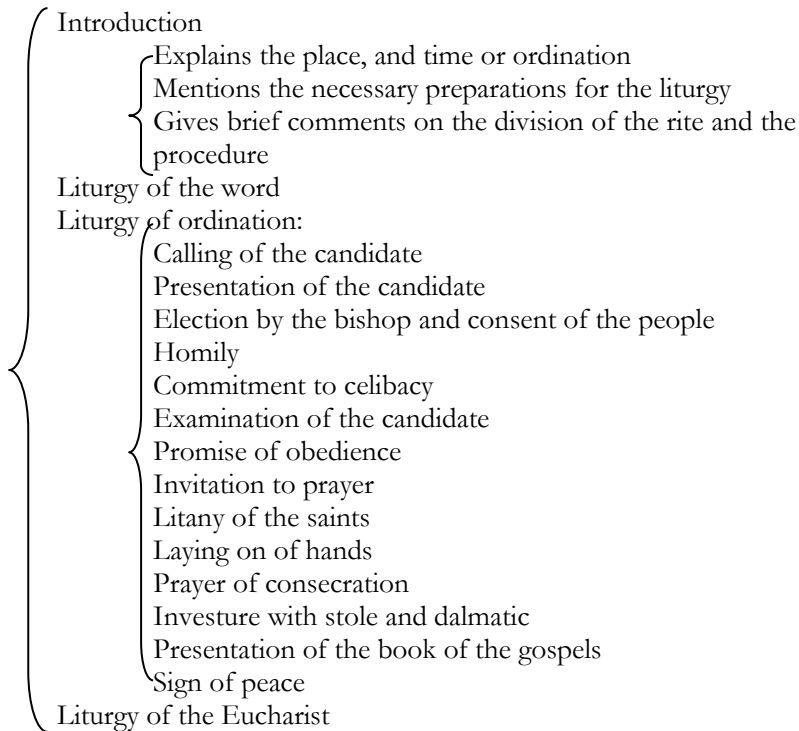 Introduction
Explains the place, and time or ordination
Mentions the necessary preparations for the liturgy
Gives brief comments on the division of the rite and the
procedure
Liturgy of the word
Liturgy of ordination:
Calling of the candidate
Presentation of the candidate
Election by the bishop and consent of the people
Homily
Commitment to celibacy
Examination of the candidate
Promise of obedience
Invitation to prayer
Litany of the saints
Laying on of hands
Prayer of consecration
Investure with stole and dalmatic
Presentation of the book of the gospels
Sign of peace
Liturgy of the Eucharist